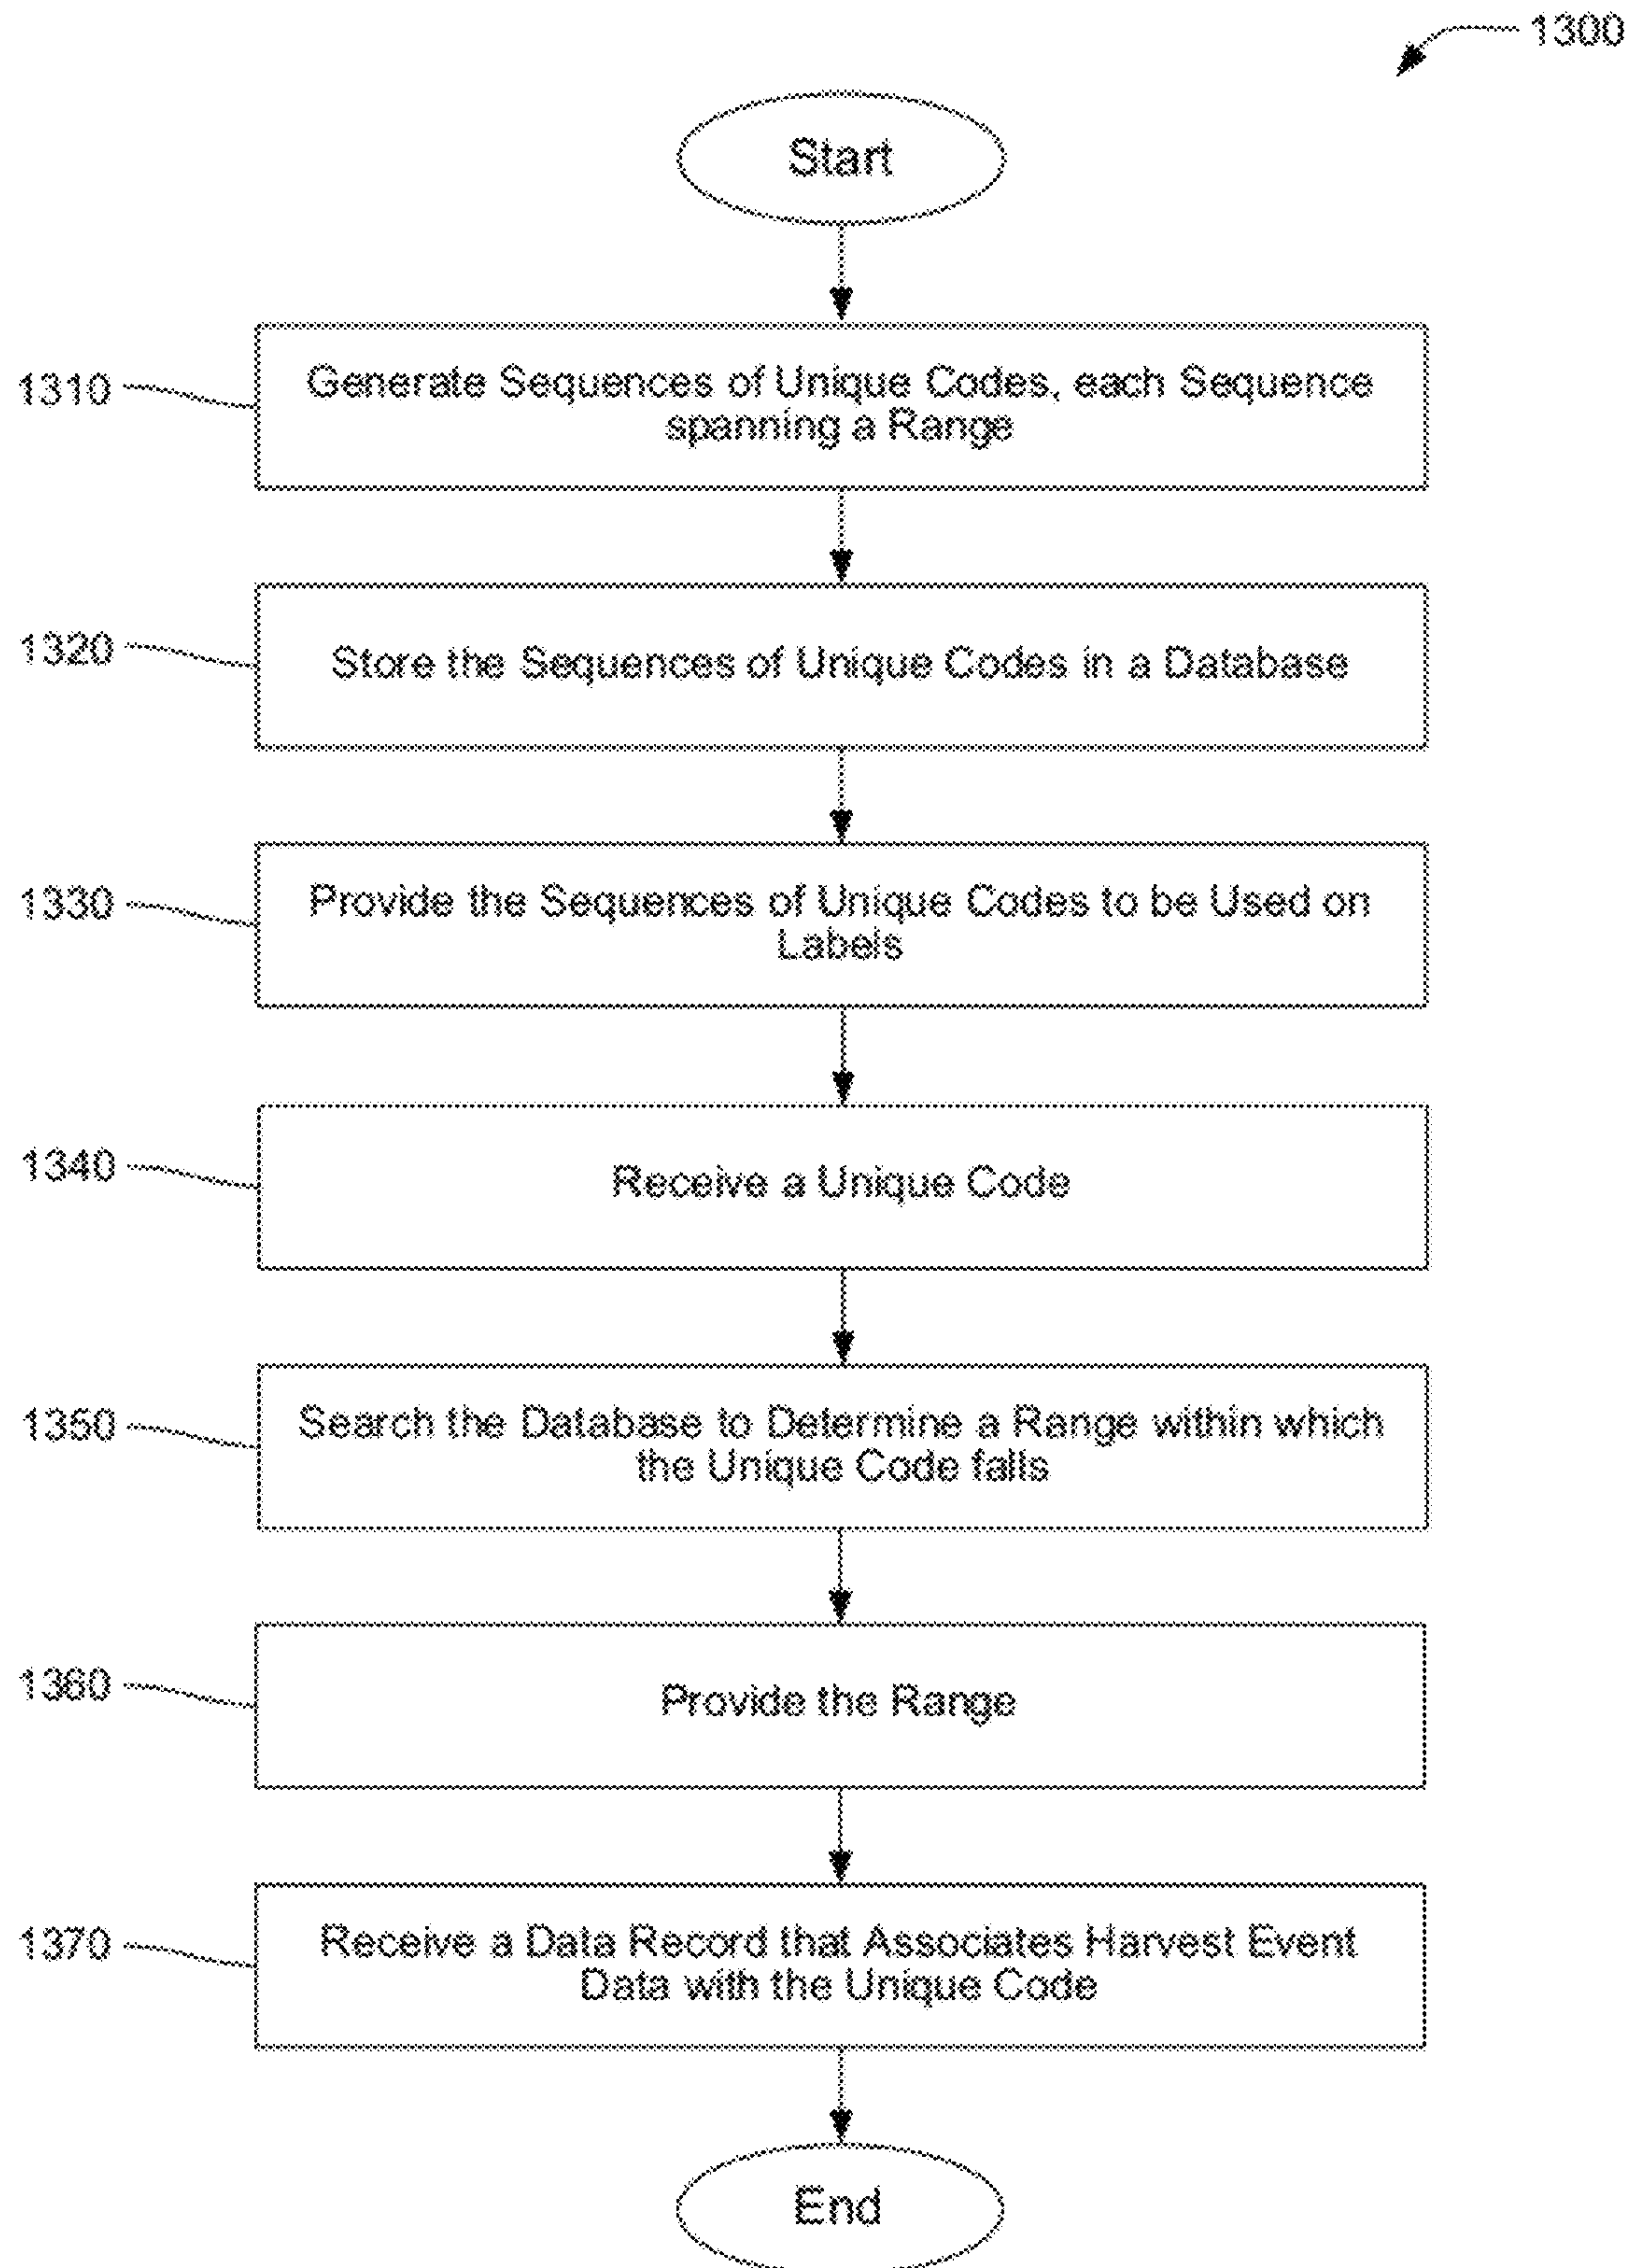 1300
Start
1310
Generate Sequences of Unique Codes, each Sequence
spanning a Range
1320
Store the Sequences of Unique Codes in a Database
1330
Provide the Sequences of Unique Codes to be Used on
Labels
1340
Receive a Unique Code
1350
Search the Database to Determine a Range within which
the Unique Code falls
1360
Provide the Range
1370
Receive a Data Record that Associates Harvest Event
Data with the Unique Code
End